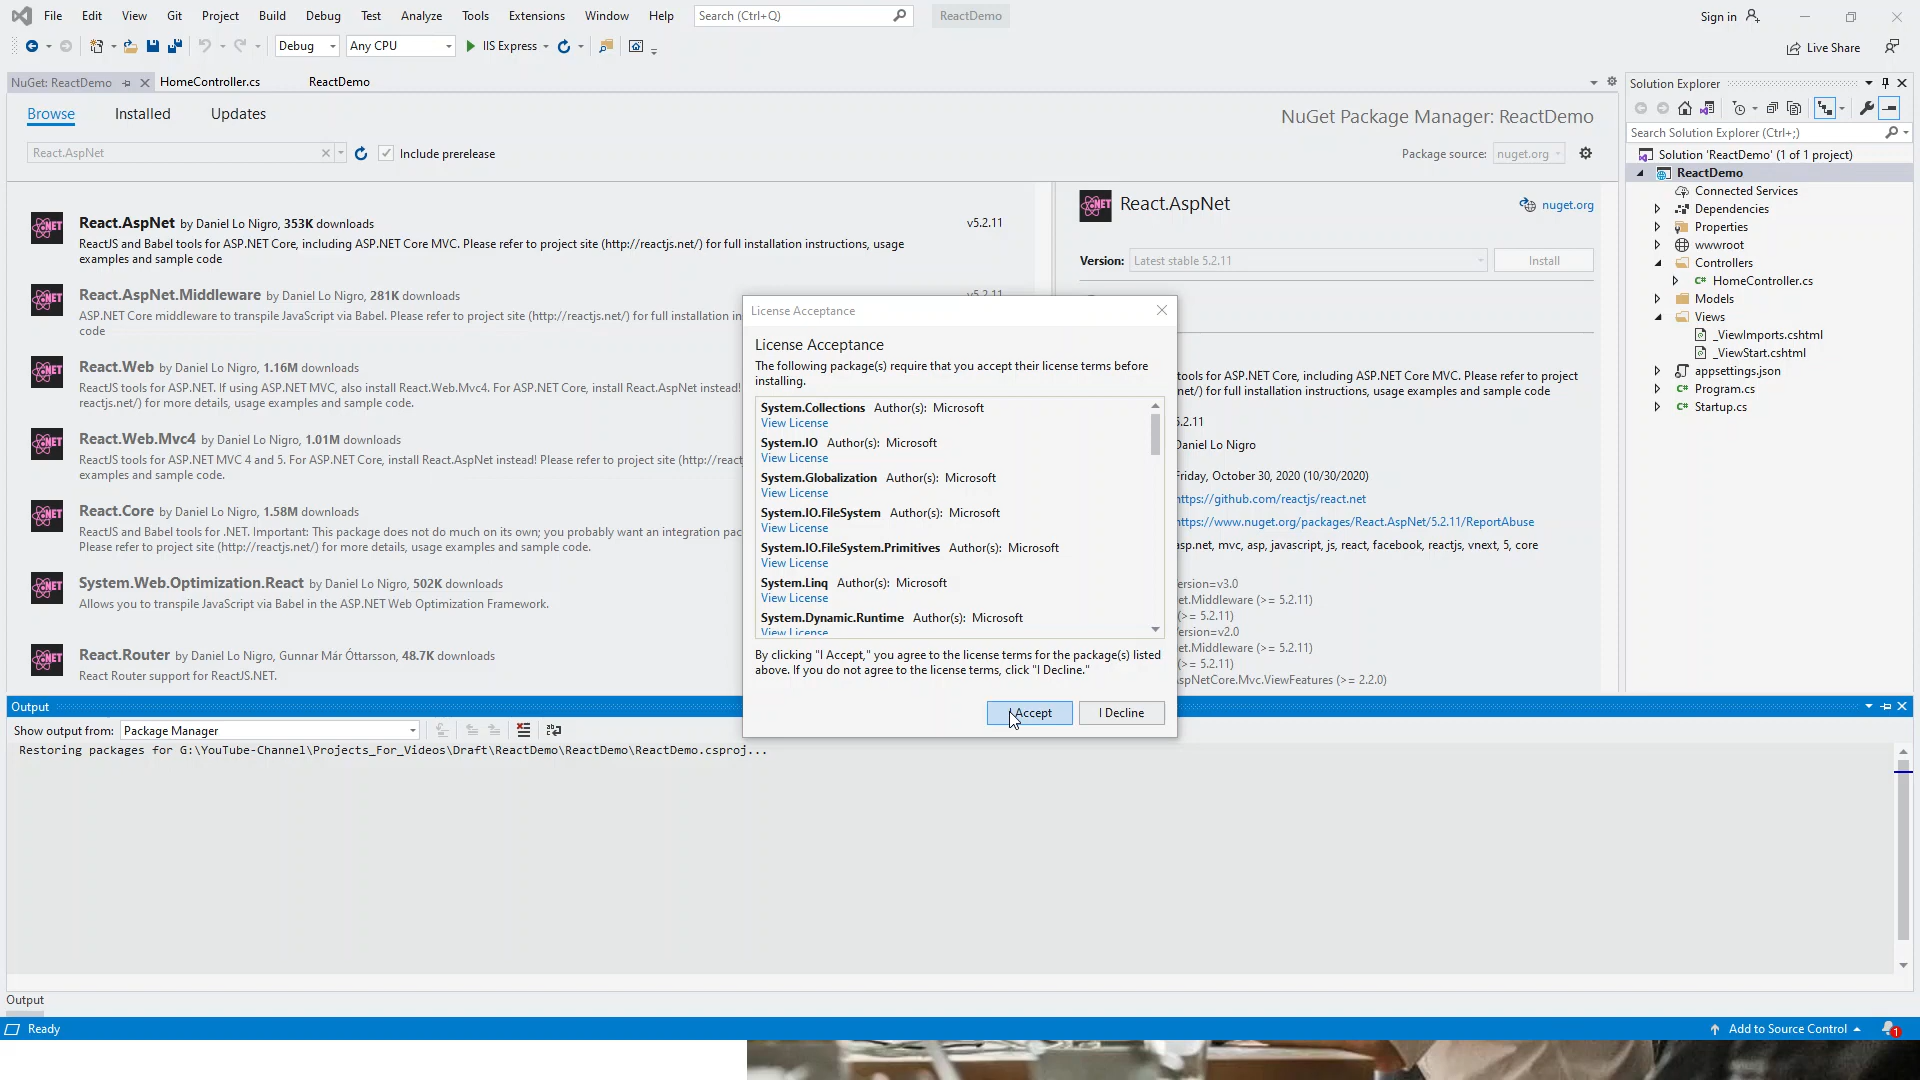 File Edit View Git Project Build Debug Test Analyze Tools Extensions Window Help Search (Ctrl+Q) ReactDemo Sign in
Debug Any CPU IIS Express Live Share
NuGet: ReactDemo HomeController.cs ReactDemo
Browse Installed Updates NuGet Package Manager: ReactDemo
React.AspNet Include prerelease Package source: nuget.org
React.AspNet by Daniel Lo Nigro, 353K downloads v5.2.11
ReactJS and Babel tools for ASP.NET Core, including ASP.NET Core MVC. Please refer to project site (http://reactjs.net/) for full installation instructions, usage
examples and sample code
React.AspNet.Middleware by Daniel Lo Nigro, 281K downloads v5.2.11
ASP.NET Core middleware to transpile JavaScript via Babel. Please refer to project site (http://reactjs.net/) for full installation in
code
React.Web by Daniel Lo Nigro, 1.16M downloads
ReactJS tools for ASP.NET. If using ASP.NET MVC, also install React.Web.Mvc4. For ASP.NET Core, install React.AspNet instead!
reactjs.net/) for more details, usage examples and sample code.
React.Web.Mvc4 by Daniel Lo Nigro, 1.01M downloads
ReactJS tools for ASP.NET MVC 4 and 5. For ASP.NET Core, install React.AspNet instead! Please refer to project site (http://react
sample code.
React.Core by Daniel Lo Nigro, 1.58M downloads
ReactJS and Babel tools for .NET. Important: This package does not do much on its own; you probably want an integration pac
Please refer to project site (http://reactjs.net/) for more details, usage examples and sample code.
System.Web.Optimization.React by Daniel Lo Nigro, 502K downloads
Allows you to transpile JavaScript via Babel in the ASP.NET Web Optimization Framework.
React.Router by Daniel Lo Nigro, Gunnar Már Óttarsson, 48.7K downloads
React Router support for ReactJS.NET.
React.AspNet nuget.org
Version: Latest stable 5.2.11 Install
ools for ASP.NET Core, including ASP.NET Core MVC. Please refer to project
et/) for full installation instructions, usage examples and sample code
5.2.11
Daniel Lo Nigro
Friday, October 30, 2020 (10/30/2020)
https://github.com/reactjs/react.net
https://www.nuget.org/packages/React.AspNet/5.2.11/ReportAbuse
asp.net, mvc, asp, javascript, js, react, facebook, reactjs, vnext, 5, core
ersion=v3.0
et.Middleware (>= 5.2.11)
(>= 5.2.11)
ersion=v2.0
et.Middleware (>= 5.2.11)
(>= 5.2.11)
spNetCore.Mvc.ViewFeatures (>= 2.2.0)
License Acceptance
License Acceptance
The following package(s) require that you accept their license terms before
installing.
System.Collections Author(s): Microsoft
View License
System.IO Author(s): Microsoft
View License
System.Globalization Author(s): Microsoft
View License
System.IO.FileSystem Author(s): Microsoft
View License
System.IO.FileSystem.Primitives Author(s): Microsoft
View License
System.Linq Author(s): Microsoft
View License
System.Dynamic.Runtime Author(s): Microsoft
View License
By clicking "I Accept," you agree to the license terms for the package(s) listed
above. If you do not agree to the license terms, click "I Decline."
I Accept I Decline
Solution Explorer
Search Solution Explorer (Ctrl+;)
Solution 'ReactDemo' (1 of 1 project)
ReactDemo
Connected Services
Dependencies
Properties
wwwroot
Controllers
C# HomeController.cs
Models
Views
_ViewImports.cshtml
_ViewStart.cshtml
appsettings.json
C# Program.cs
C# Startup.cs
Output
Show output from: Package Manager
Restoring packages for G:\YouTube-Channel\Projects_For_Videos\Draft\ReactDemo\ReactDemo\ReactDemo.csproj...
Output
Ready Add to Source Control 1